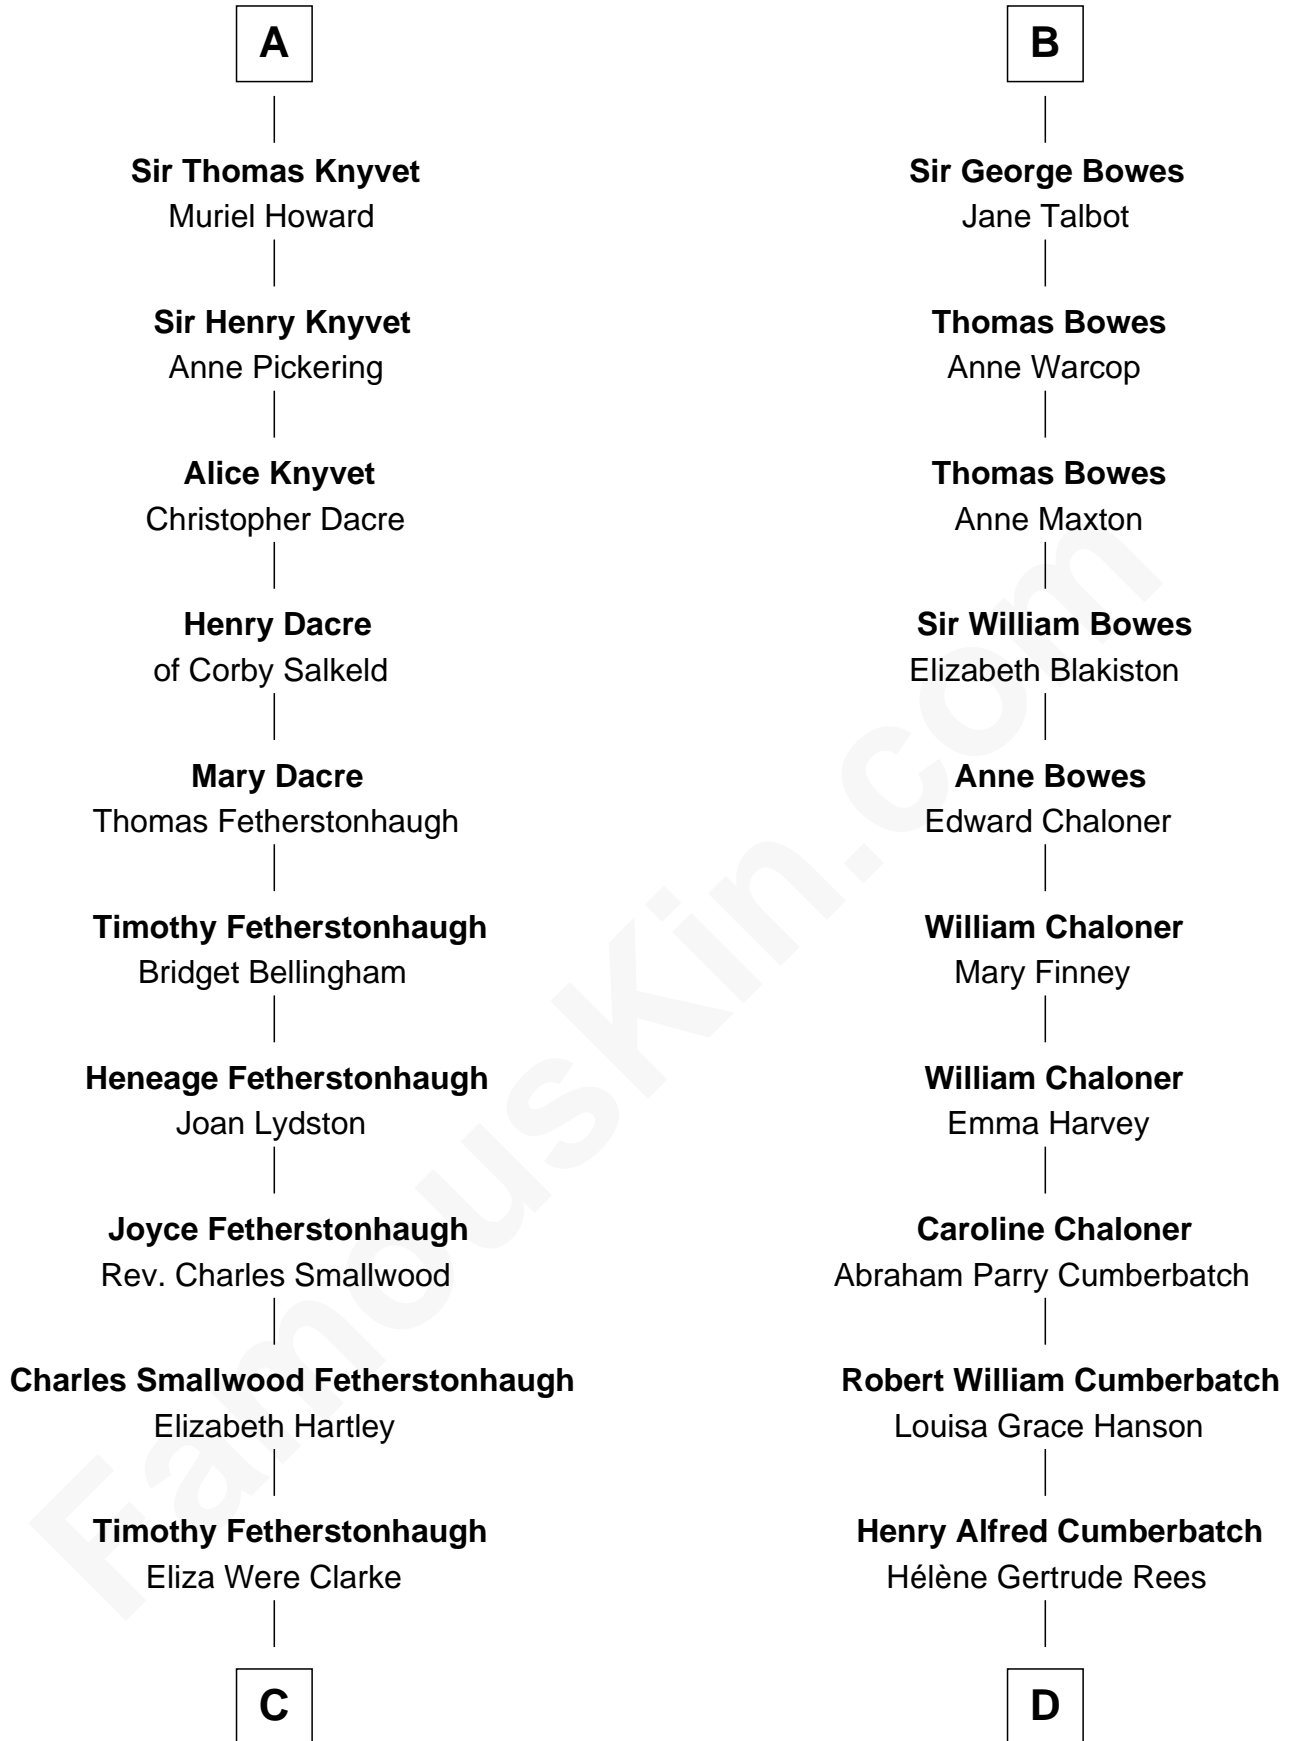 A
Sir Thomas Knyvet
Muriel Howard
Sir Henry Knyvet
Anne Pickering
Alice Knyvet
Christopher Dacre
Henry Dacre
of Corby Salkeld
Mary Dacre
Thomas Fetherstonhaugh
Timothy Fetherstonhaugh
Bridget Bellingham
Heneage Fetherstonhaugh
Joan Lydston
Joyce Fetherstonhaugh
Rev. Charles Smallwood
Charles Smallwood Fetherstonhaugh
Elizabeth Hartley
Timothy Fetherstonhaugh
Eliza Were Clarke
C
B
Sir George Bowes
Jane Talbot
Thomas Bowes
Anne Warcop
Thomas Bowes
Anne Maxton
Sir William Bowes
Elizabeth Blakiston
Anne Bowes
Edward Chaloner
William Chaloner
Mary Finney
William Chaloner
Emma Harvey
Caroline Chaloner
Abraham Parry Cumberbatch
Robert William Cumberbatch
Louisa Grace Hanson
Henry Alfred Cumberbatch
Hélène Gertrude Rees
D
FamousKin.com